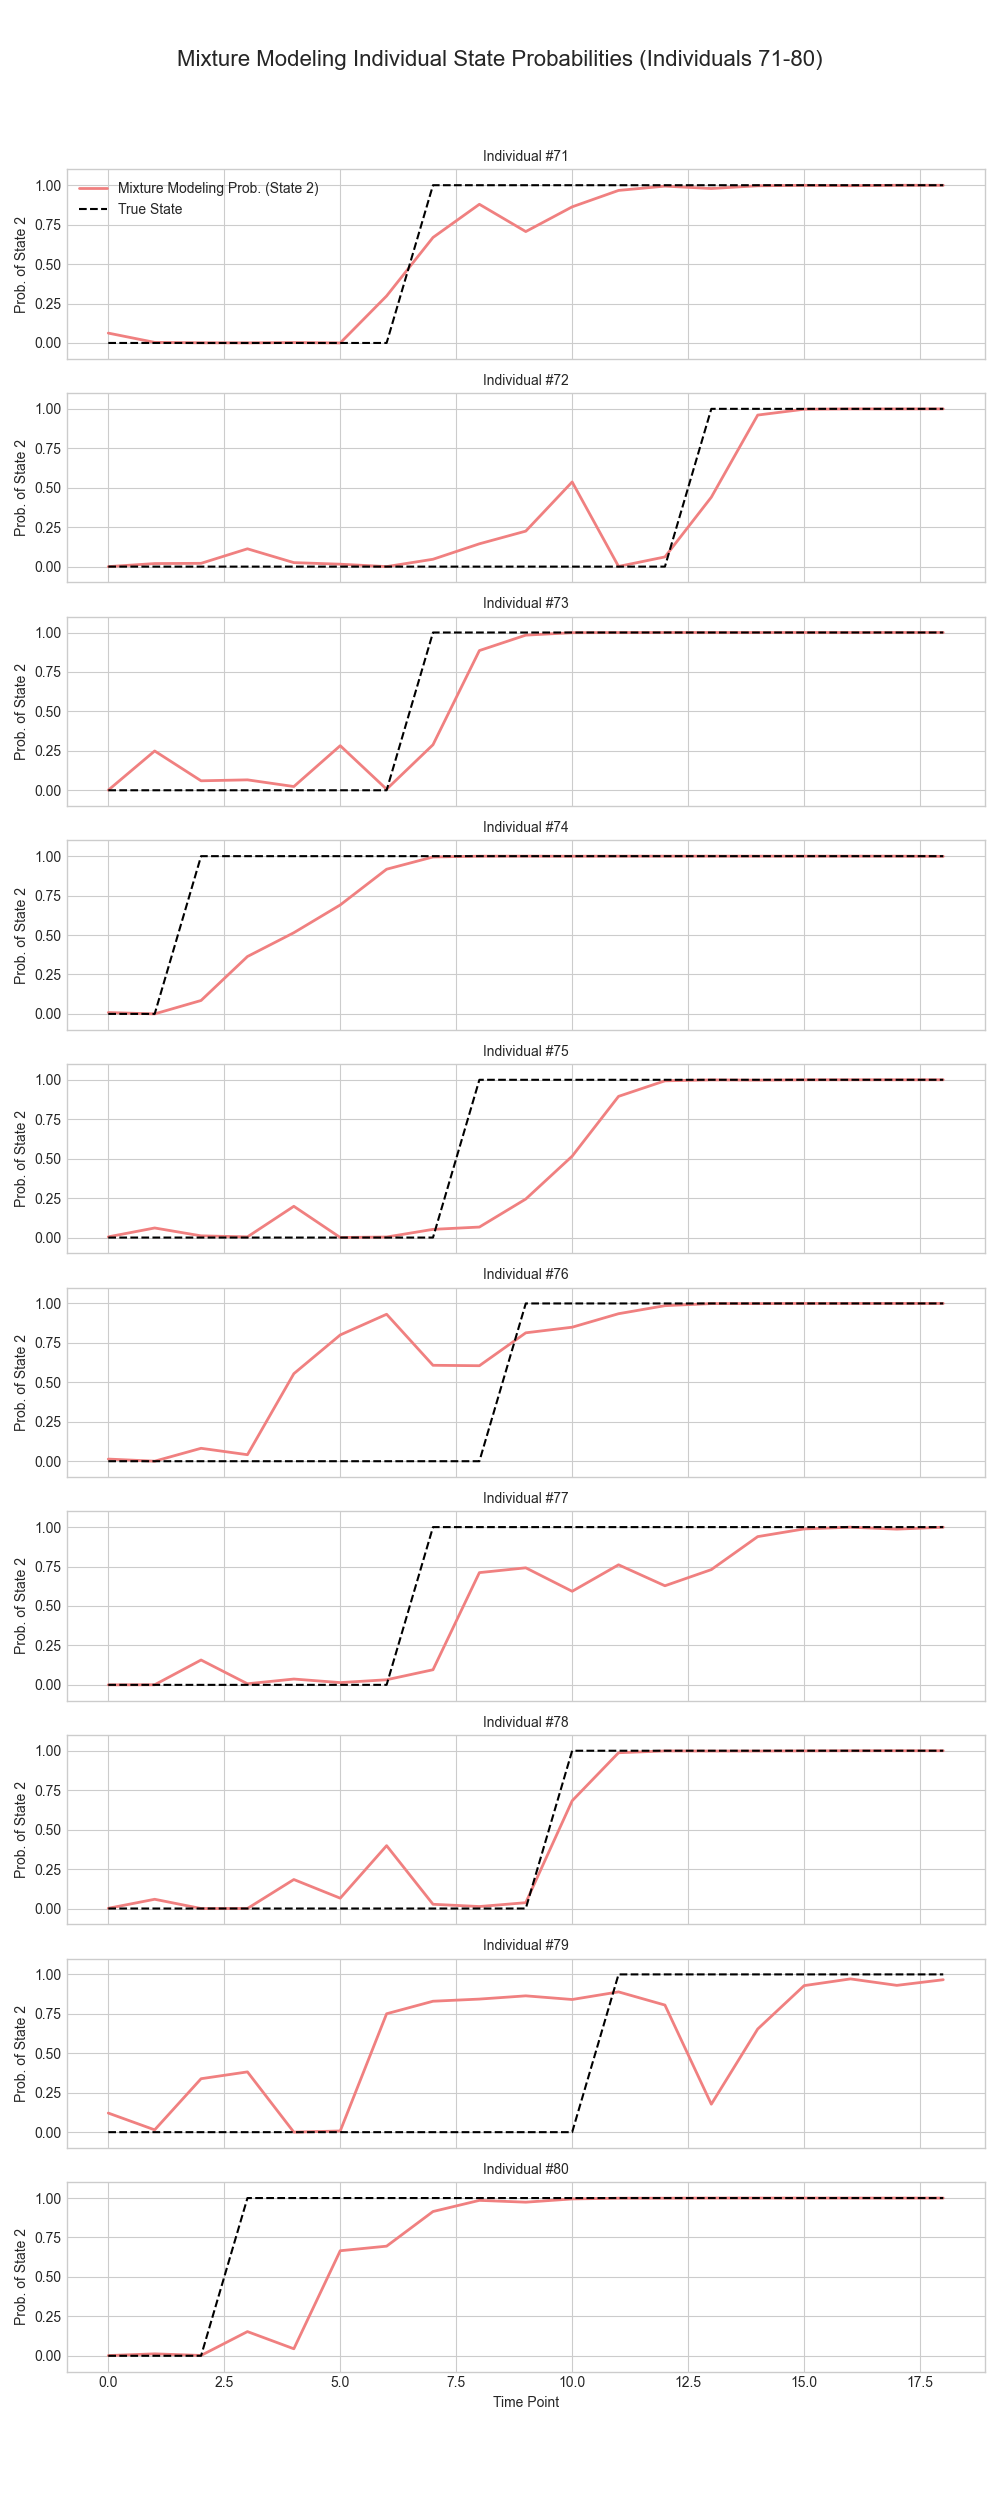 Mixture Modeling Individual State Probabilities (Individuals 71-80)
Individual #71
Mixture Modeling Prob. (State 2)
True State
Prob. of State 2
1.00
0.75
0.50
0.25
0.00
Individual #72
Prob. of State 2
1.00
0.75
0.50
0.25
0.00
Individual #73
Prob. of State 2
1.00
0.75
0.50
0.25
0.00
Individual #74
Prob. of State 2
1.00
0.75
0.50
0.25
0.00
Individual #75
Prob. of State 2
1.00
0.75
0.50
0.25
0.00
Individual #76
Prob. of State 2
1.00
0.75
0.50
0.25
0.00
Individual #77
Prob. of State 2
1.00
0.75
0.50
0.25
0.00
Individual #78
Prob. of State 2
1.00
0.75
0.50
0.25
0.00
Individual #79
Prob. of State 2
1.00
0.75
0.50
0.25
0.00
Individual #80
Prob. of State 2
1.00
0.75
0.50
0.25
0.00
0.0 2.5 5.0 7.5 10.0 12.5 15.0 17.5
Time Point